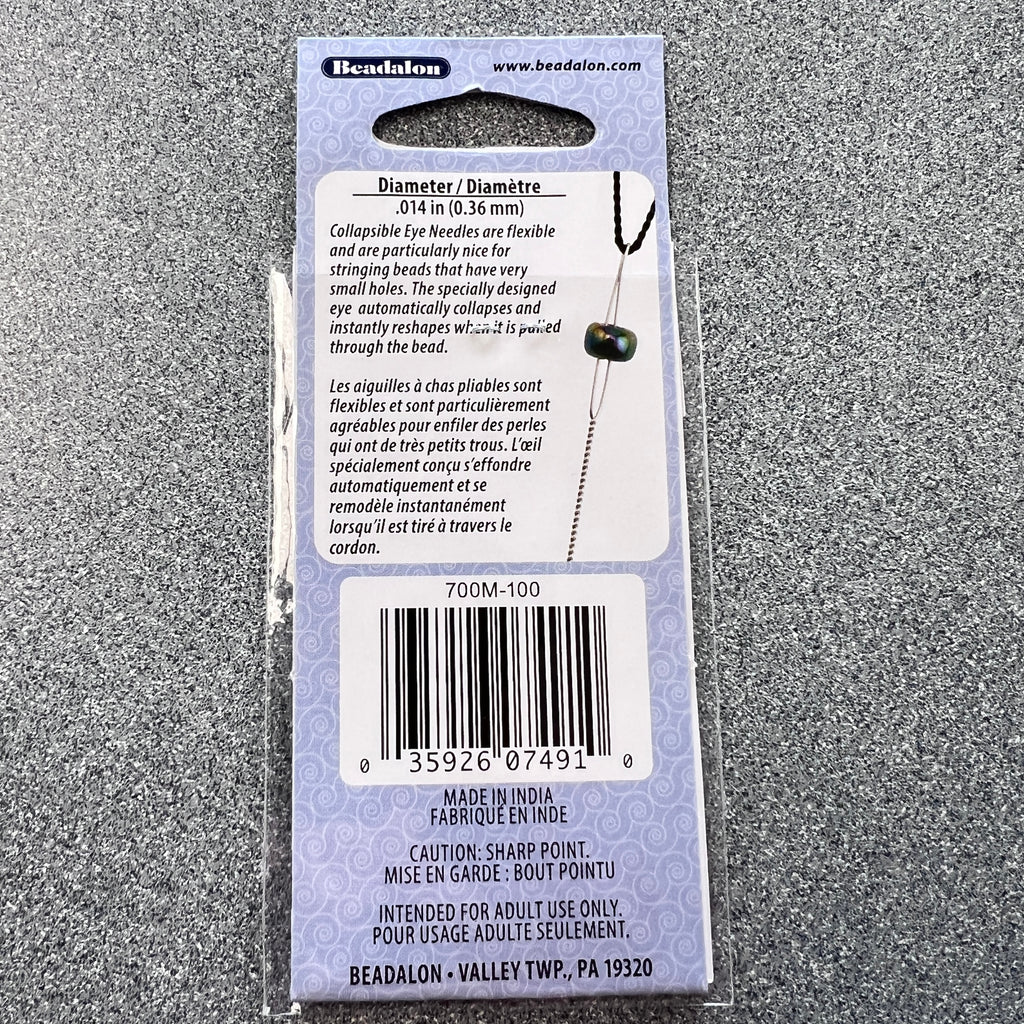 Beadalon
www.beadalon.com
Diameter / Diamètre
.014 in (0.36 mm)
Collapsible Eye Needles are flexible
and are particularly nice for
stringing beads that have very
small holes. The specially designed
eye automatically collapses and
instantly reshapes when it is pulled
through the bead.
Les aiguilles à chas pliables sont
flexibles et sont particulièrement
agréables pour enfiler des perles
qui ont de très petits trous. L'œil
spécialement conçu s'effondre
automatiquement et se
remodèle instantanément
lorsqu'il est tiré à travers le
cordon.
700M-100
0 35926 07491 0
MADE IN INDIA
FABRIQUÉ EN INDE
CAUTION: SHARP POINT.
MISE EN GARDE : BOUT POINTU
INTENDED FOR ADULT USE ONLY.
POUR USAGE ADULTE SEULEMENT.
BEADALON • VALLEY TWP., PA 19320